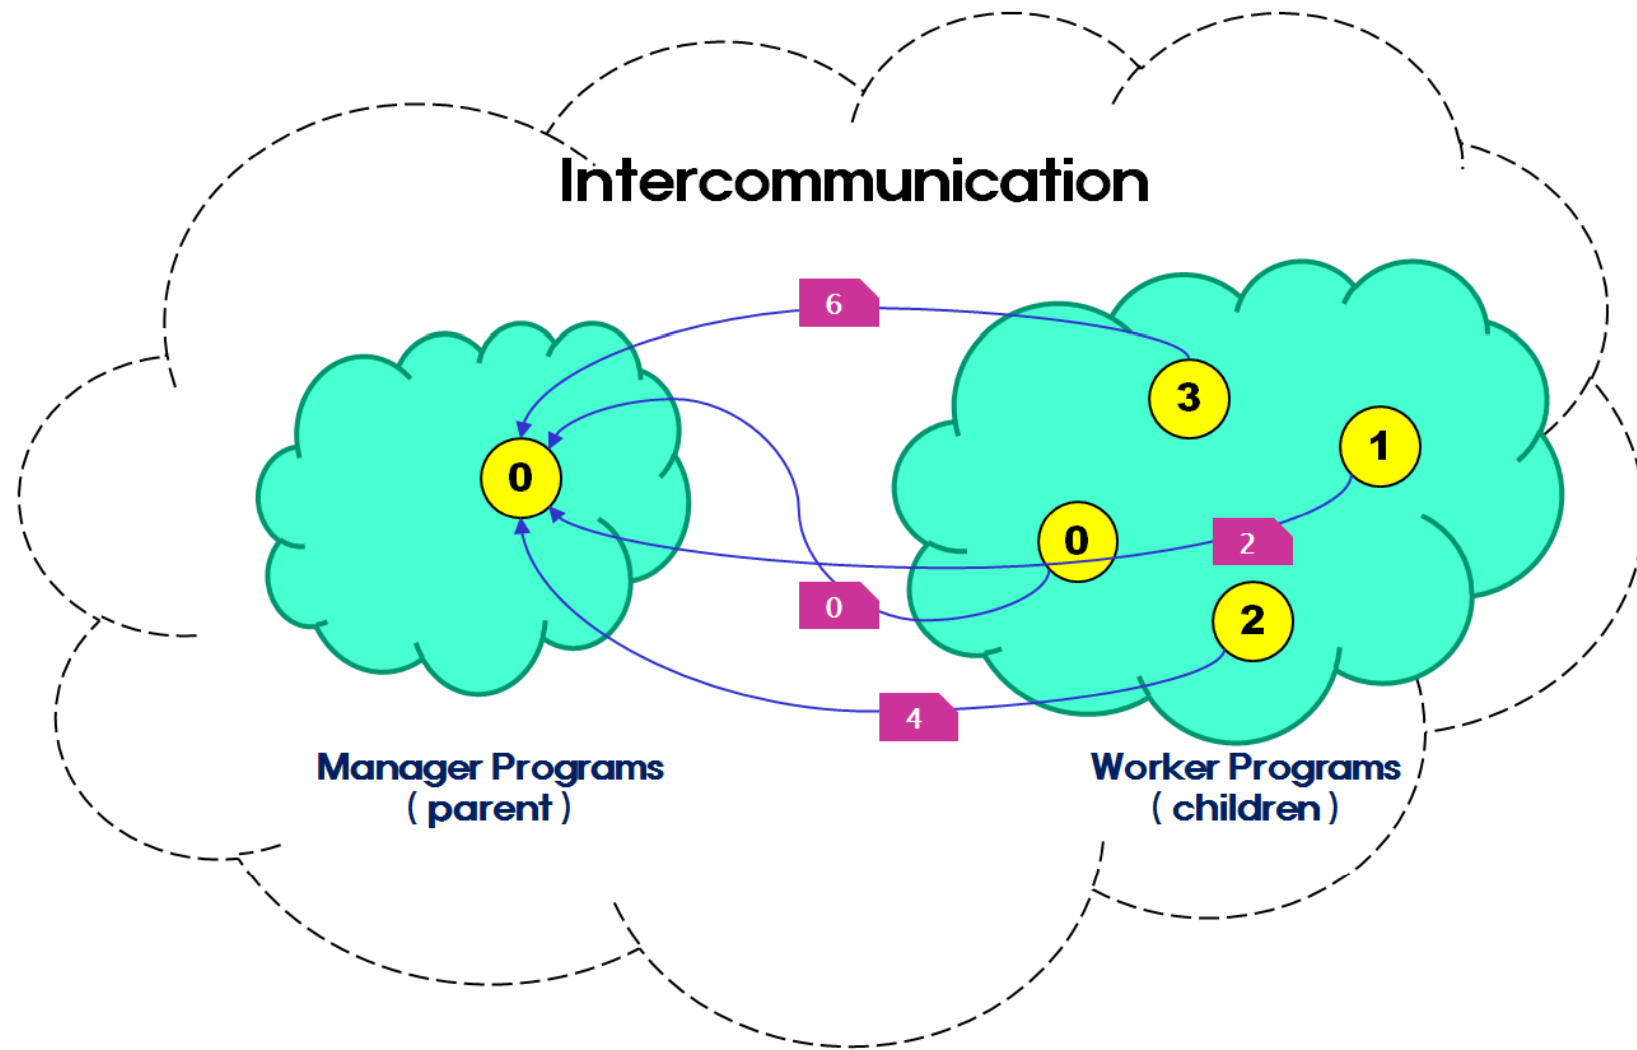 Intercommunication
6
3
1
0
0
2
0
2
4
Manager Programs
( parent )
Worker Programs
( children )